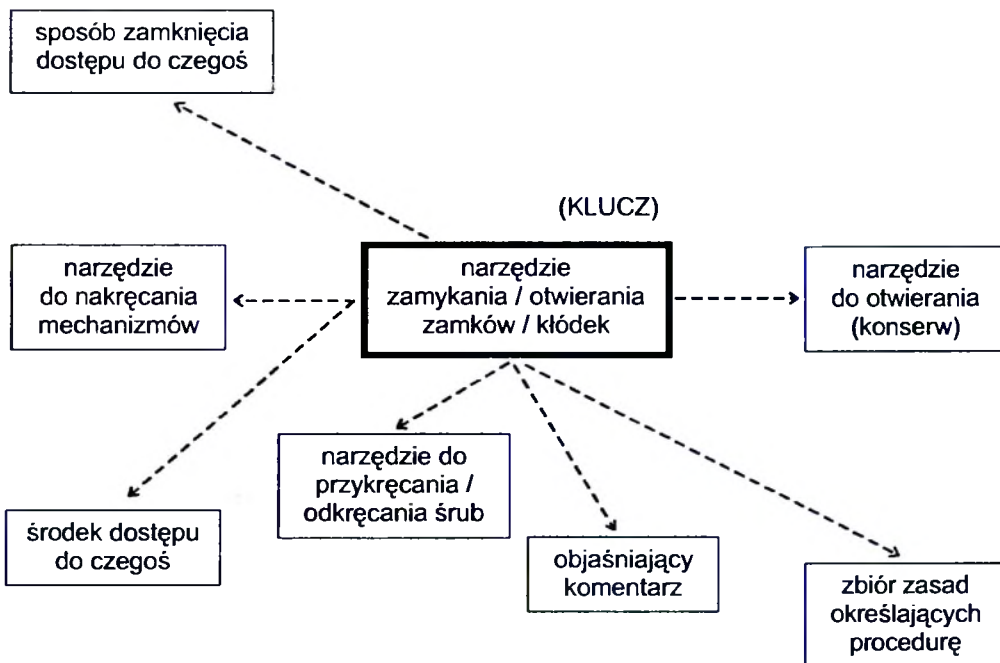 sposób zamknięcia
dostępu do czegoś
(KLUCZ)
narzędzie
do nakręcania
mechanizmów
narzędzie
zamykania / otwierania
zamków / kłódek
narzędzie
do otwierania
(konserw)
narzędzie do
przykręcania /
odkręcania śrub
środek dostępu
do czegoś
objaśniający
komentarz
zbiór zasad
określających
procedurę